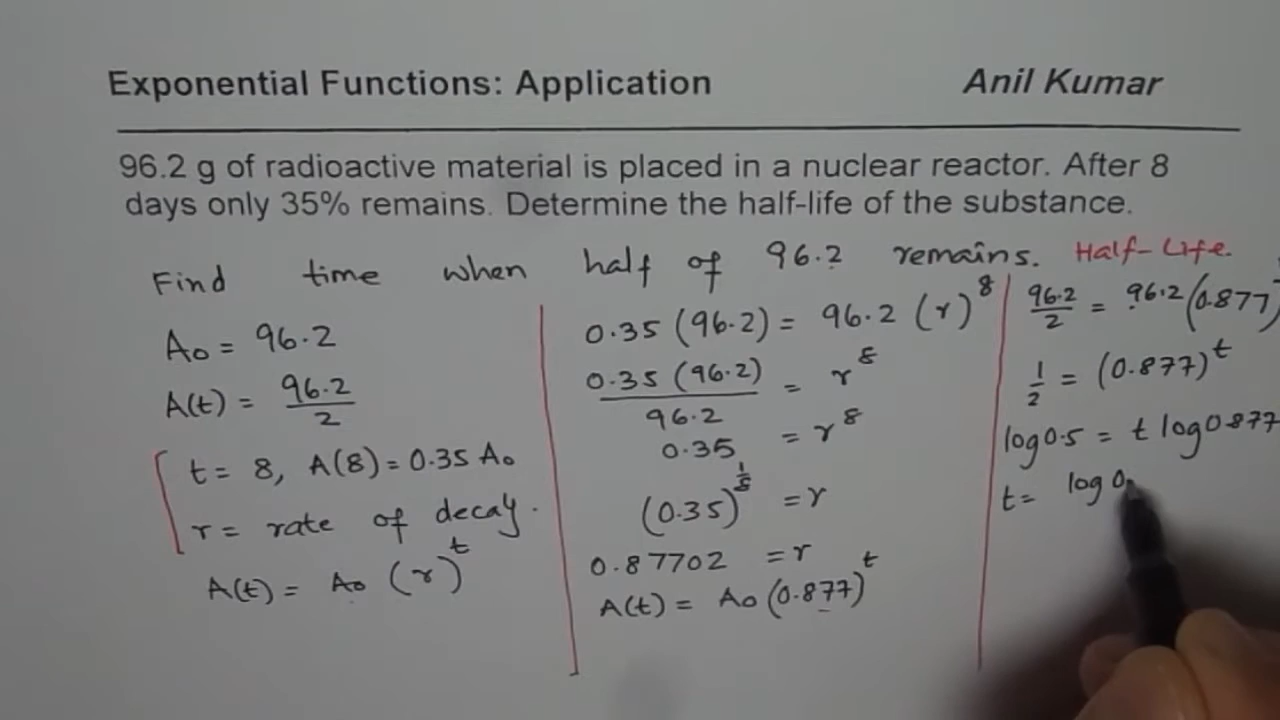 Exponential Functions: Application
Anil Kumar
96.2 g of radioactive material is placed in a nuclear reactor. After 8
days only 35% remains. Determine the half-life of the substance.
Find time when half of 96.2 remains. Half-Life.
A₀ = 96.2
A(t) = 96.2/2
t = 8, A(8) = 0.35 A₀
r = rate of decay.
A(t) = A₀ (r)^t
0.35 (96.2) = 96.2 (r)^8
0.35 (96.2)/96.2 = r^8
0.35 = r^8
(0.35)^(1/8) = r
0.87702 = r
A(t) = A₀ (0.877)^t
96.2/2 = 96.2 (0.877)
1/2 = (0.877)^t
log 0.5 = t log 0.877
t = log 0.